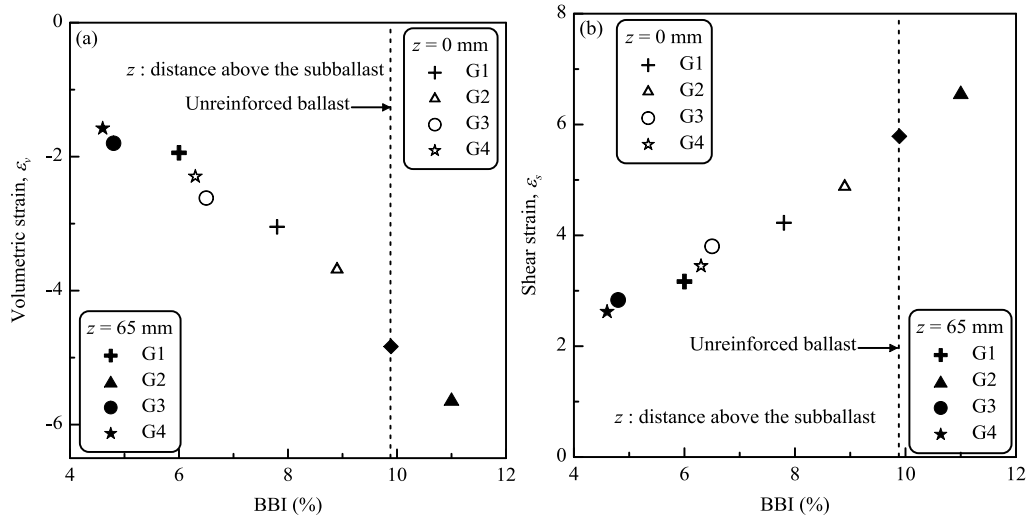 (a)
z = 0 mm
G1
G2
G3
G4
z : distance above the subballast
Unreinforced ballast
z = 65 mm
G1
G2
G3
G4
0
-2
-4
-6
Volumetric strain, εv
4
6
8
10
12
BBI (%)
(b)
z = 0 mm
G1
G2
G3
G4
Unreinforced ballast
z = 65 mm
G1
G2
G3
G4
z : distance above the subballast
8
6
4
2
0
Shear strain, εs
4
6
8
10
12
BBI (%)